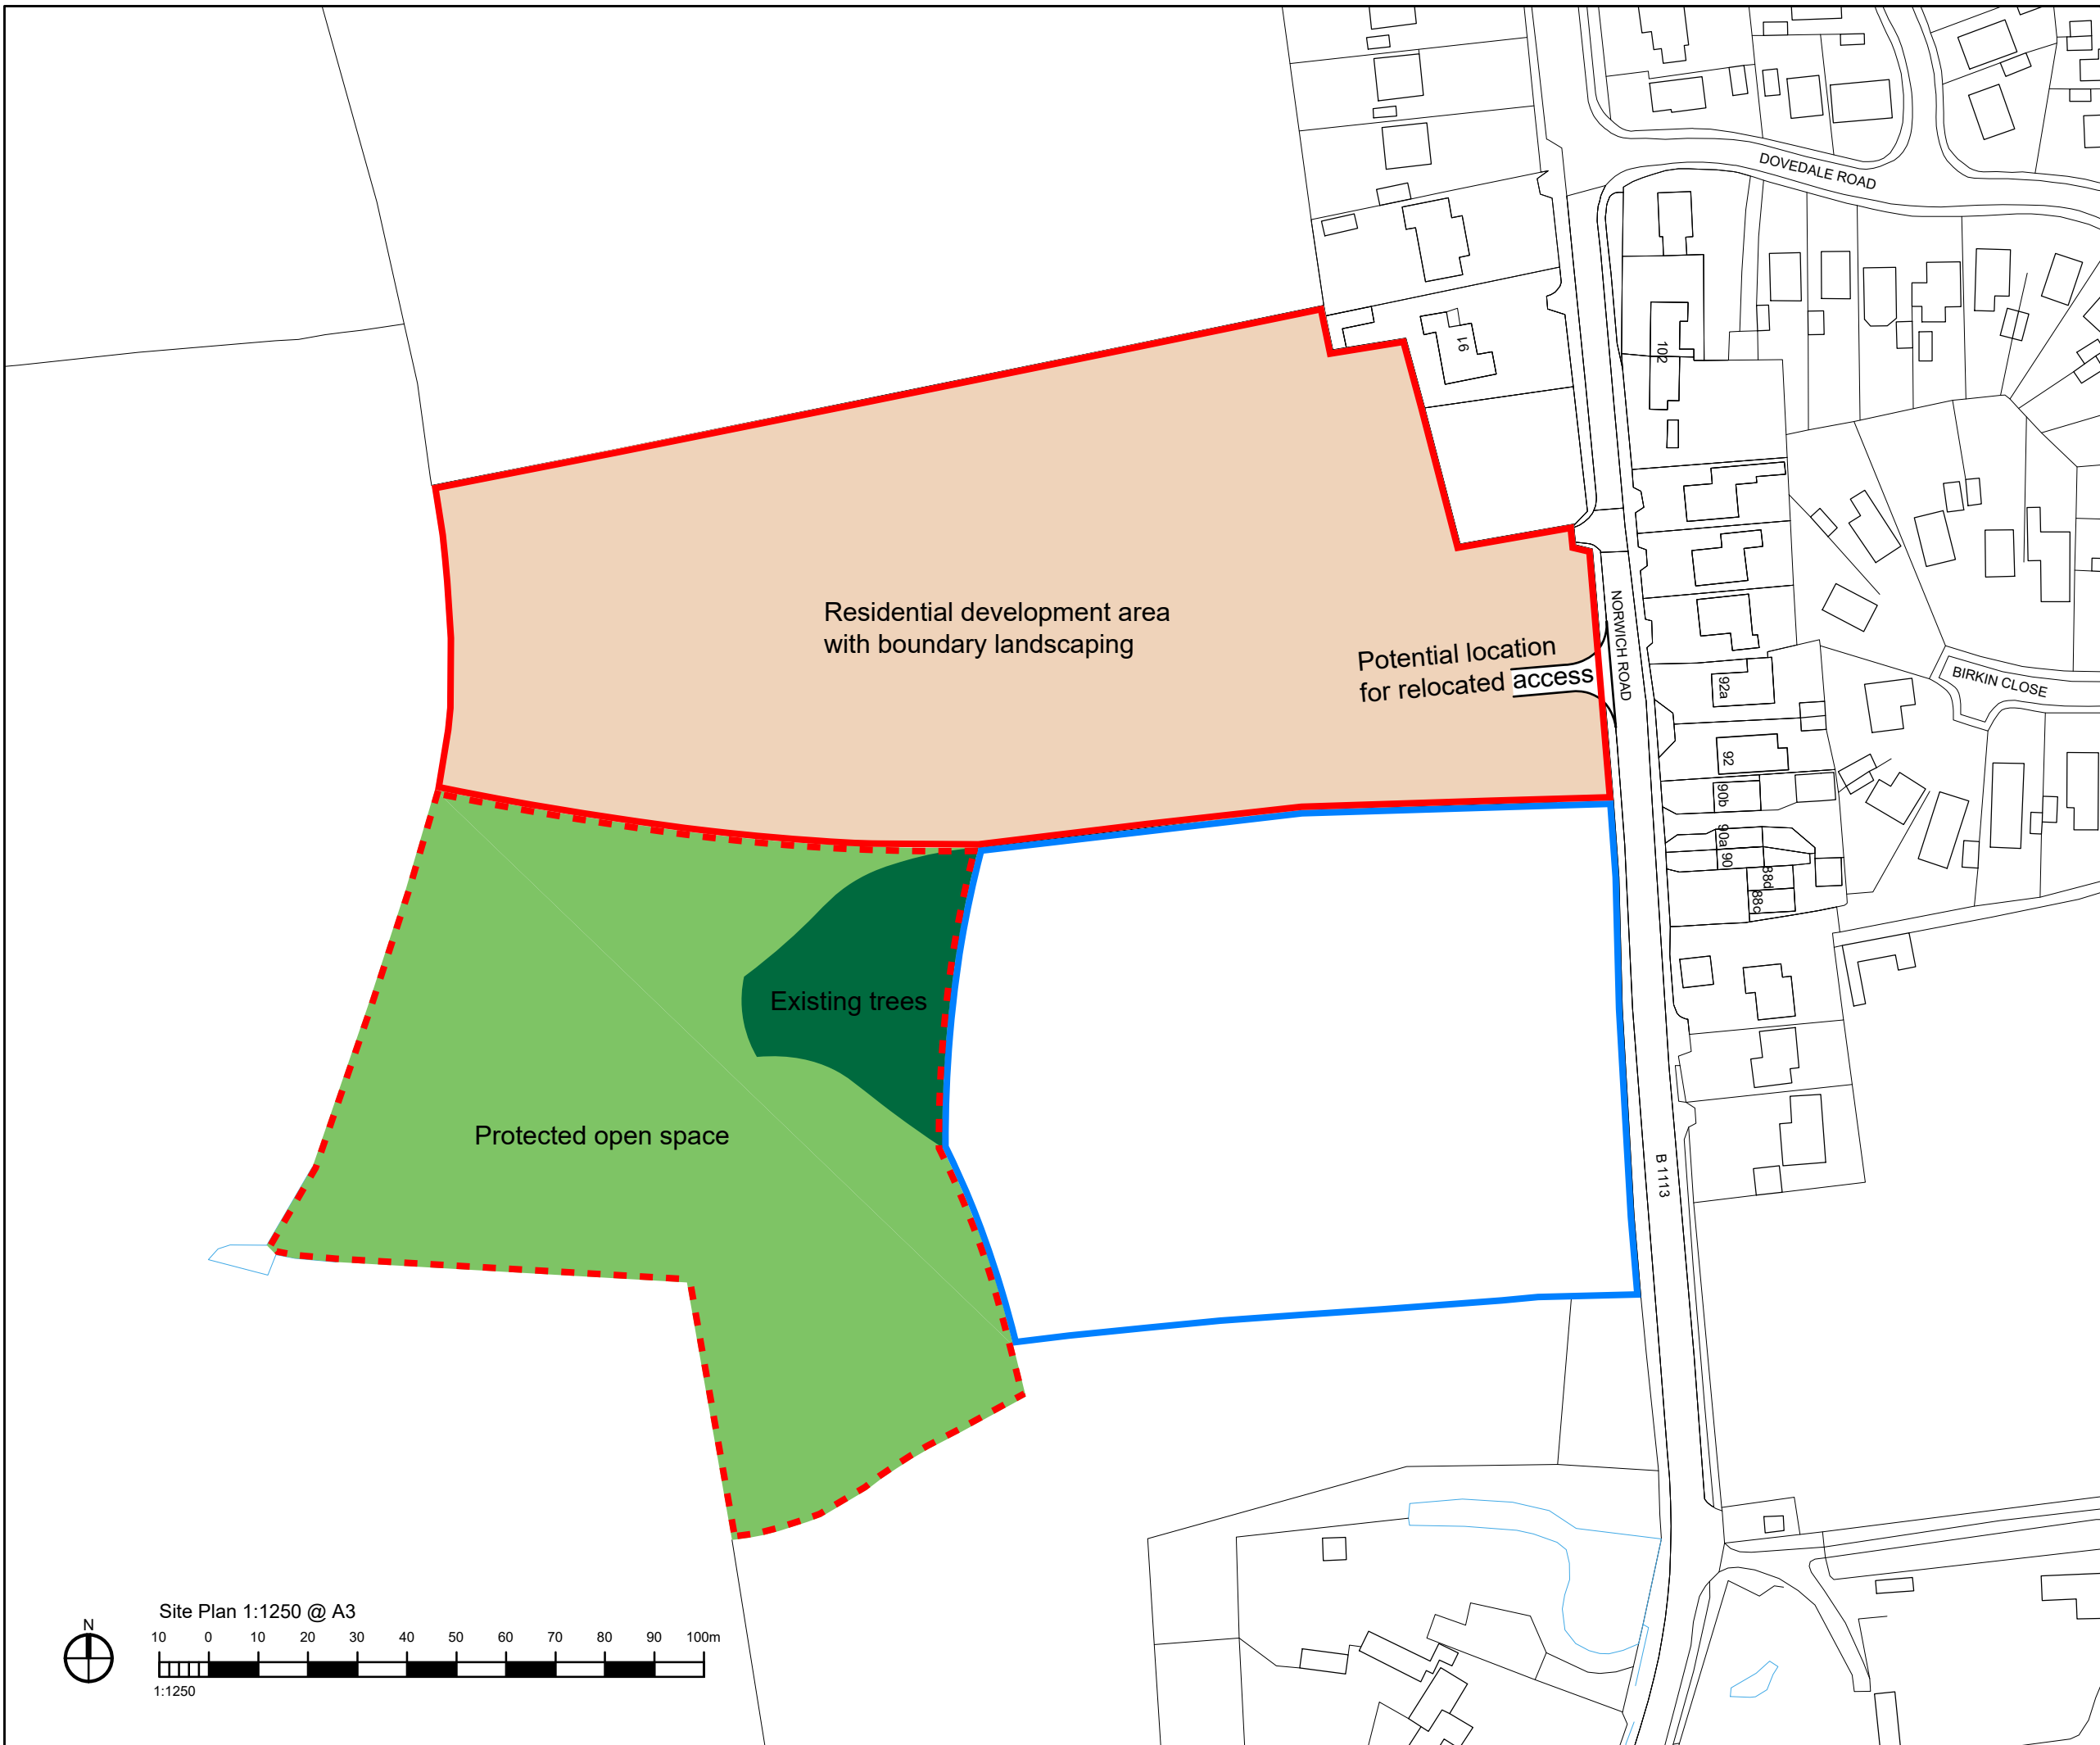 DOVEDALE ROAD
91
102
Residential development area
with boundary landscaping
Potential location
for relocated access
NORWICH ROAD
92a
BIRKIN CLOSE
92
90b
90a
90
88d
88c
Existing trees
Protected open space
B 1113
Site Plan 1:1250 @ A3
N
10 0 10 20 30 40 50 60 70 80 90 100m
1:1250